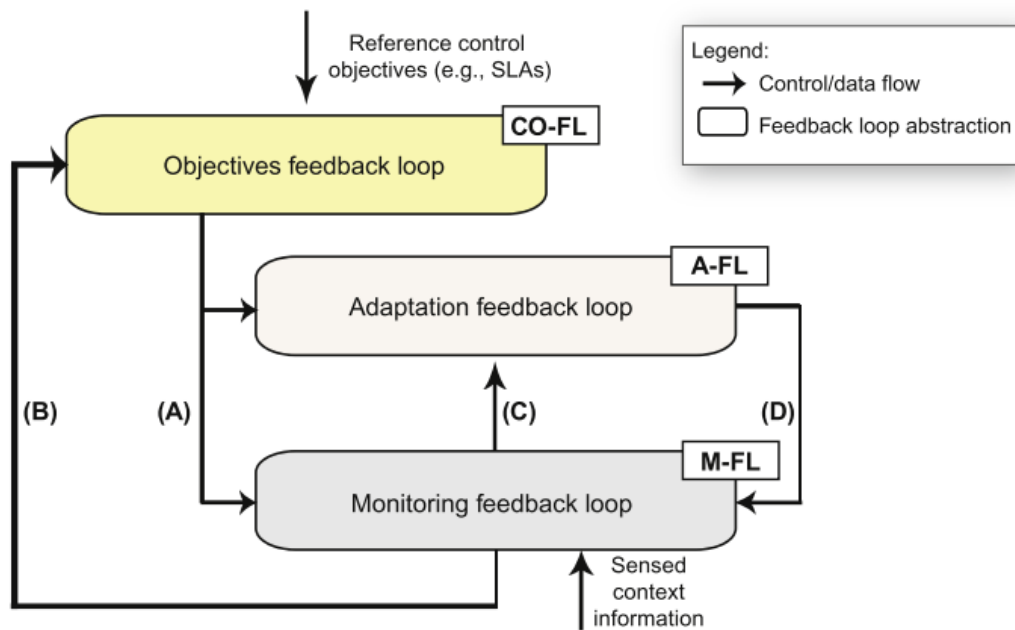 Reference control
objectives (e.g., SLAs)
Legend:
Control/data flow
Feedback loop abstraction
CO-FL
Objectives feedback loop
A-FL
Adaptation feedback loop
(B)
(A)
(C)
(D)
M-FL
Monitoring feedback loop
Sensed
context
information